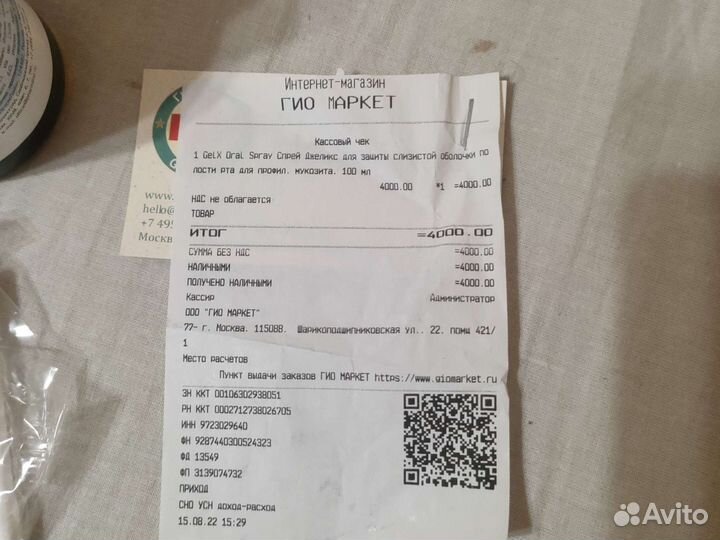 Интернет-магазин
ГИО МАРКЕТ
Кассовый чек
1 GelX Oral Spray Спрей Джеликс для защиты слизистой оболочки по
лости рта для профил. мукозита. 100 мл
4000.00 *1 =4000.00
НДС не облагается
ТОВАР
ИТОГ =4000.00
СУММА БЕЗ НДС =4000.00
НАЛИЧНЫМИ =4000.00
ПОЛУЧЕНО НАЛИЧНЫМИ =4000.00
Кассир Администратор
ООО "ГИО МАРКЕТ"
77- г. Москва. 115088. Шарикоподшипниковская ул.. 22. помщ 421/
1
Место расчетов
Пункт выдачи заказов ГИО МАРКЕТ https://www.giomarket.ru
ЗН ККТ 00106302938051
РН ККТ 0002712738026705
ИНН 9723029640
ФН 9287440300524323
ФД 13549
ФП 3139074732
ПРИХОД
СНО УСН доход-расход
15.08.22 15:29
www.
hello@
+7 495
Москв
Avito